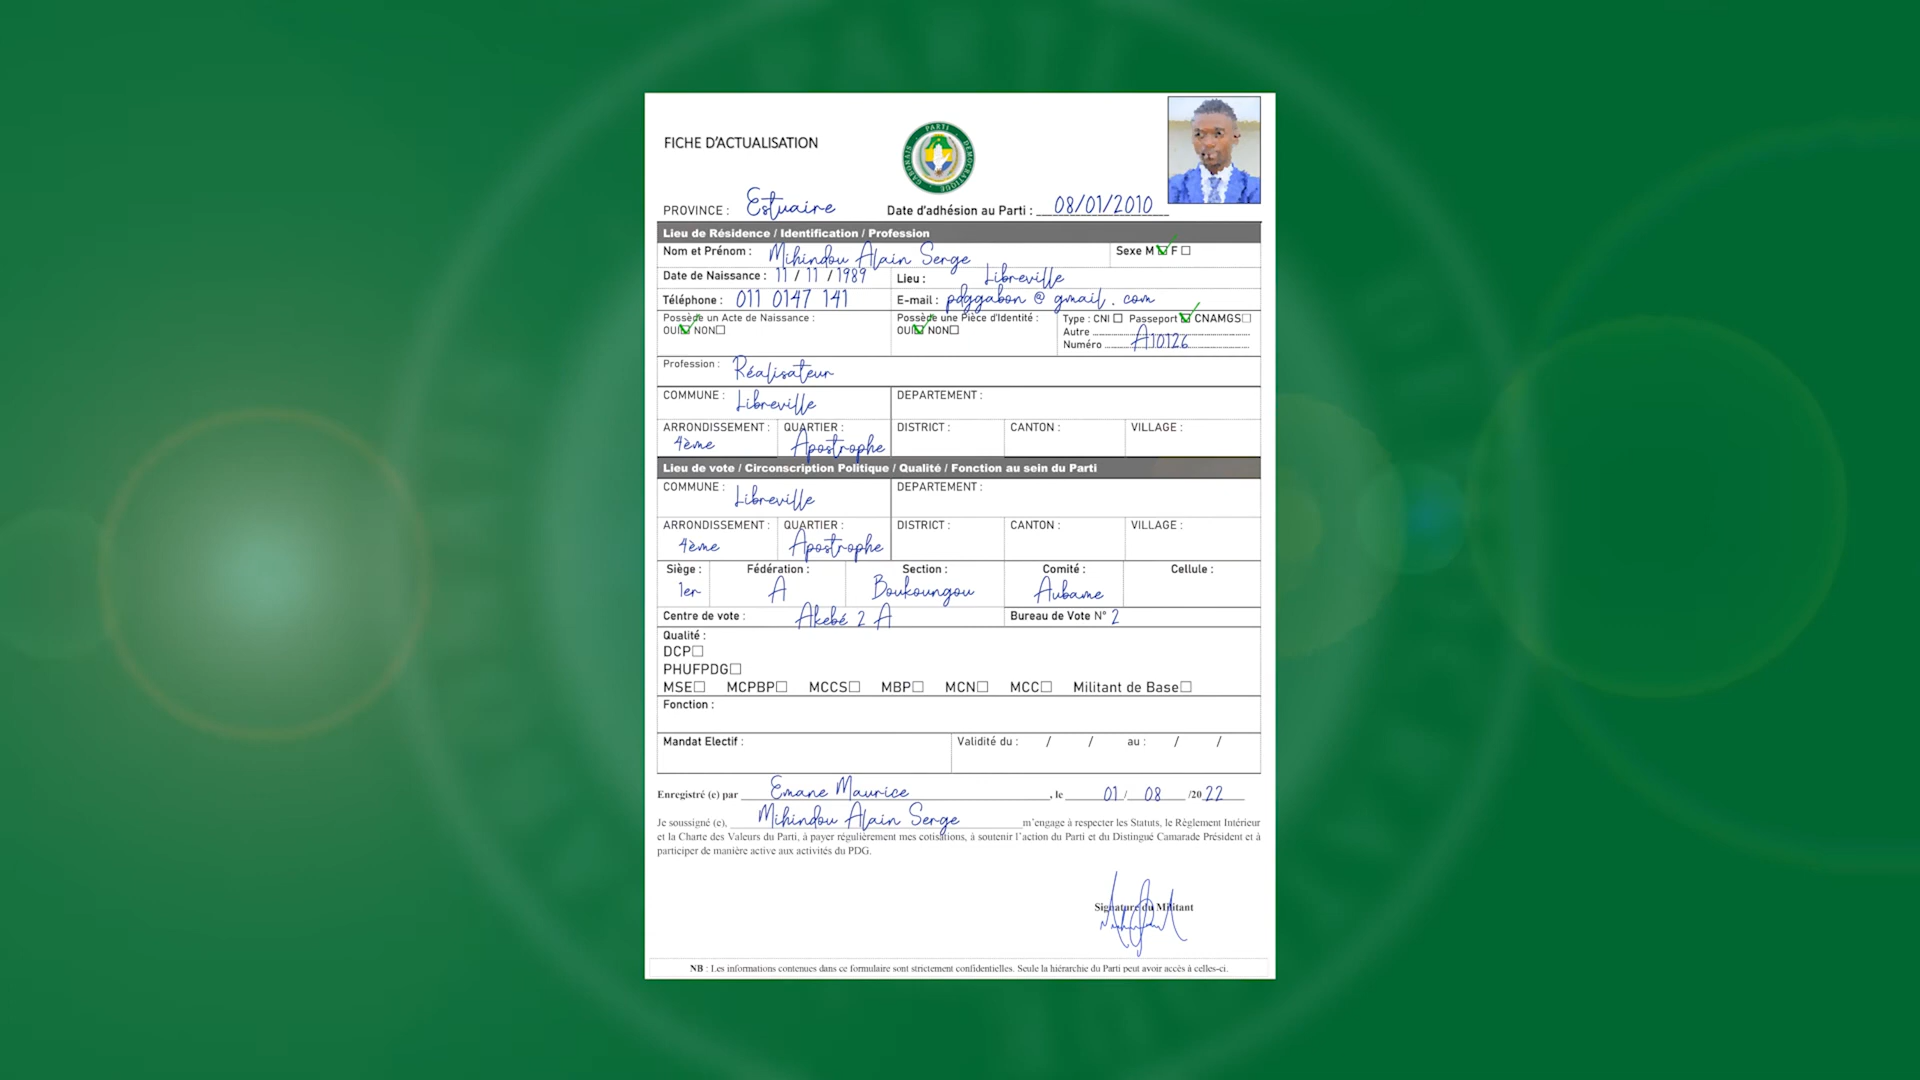 FICHE D'ACTUALISATION
PARTI DEMOCRATIQUE GABONAIS
PROVINCE : Estuaire
Date d'adhésion au Parti : 08/01/2010
Lieu de Résidence / Identification / Profession
Nom et Prénom : Mihindou Alain Serge
Sexe M F
Date de Naissance : 11 / 11 / 1989
Lieu : Libreville
Téléphone : 011 0147 141
E-mail : pdggabon @ gmail . com
Possède un Acte de Naissance :
OUI NON
Possède une Pièce d'Identité :
OUI NON
Type : CNI Passeport CNAMGS
Autre
Numéro A10126
Profession : Réalisateur
COMMUNE : Libreville
DEPARTEMENT :
ARRONDISSEMENT : 4ème
QUARTIER : Apostrophe
DISTRICT :
CANTON :
VILLAGE :
Lieu de vote / Circonscription Politique / Qualité / Fonction au sein du Parti
COMMUNE : Libreville
DEPARTEMENT :
ARRONDISSEMENT : 4ème
QUARTIER : Apostrophe
DISTRICT :
CANTON :
VILLAGE :
Siège : 1er
Fédération : A
Section : Boukoungou
Comité : Aubame
Cellule :
Centre de vote : Akebé 2 A
Bureau de Vote N° 2
Qualité :
DCP
PHUFPDG
MSE MCPBP MCCS MBP MCN MCC Militant de Base
Fonction :
Mandat Electif :
Validité du : / / au : / /
Enregistré (e) par Emane Maurice , le 01 / 08 /20 22
Je soussigné (e), Mihindou Alain Serge m'engage à respecter les Statuts, le Règlement Intérieur
et la Charte des Valeurs du Parti, à payer régulièrement mes cotisations, à soutenir l'action du Parti et du Distingué Camarade Président et à
participer de manière active aux activités du PDG.
Signature du Militant
NB : Les informations contenues dans ce formulaire sont strictement confidentielles. Seule la hiérarchie du Parti peut avoir accès à celles-ci.